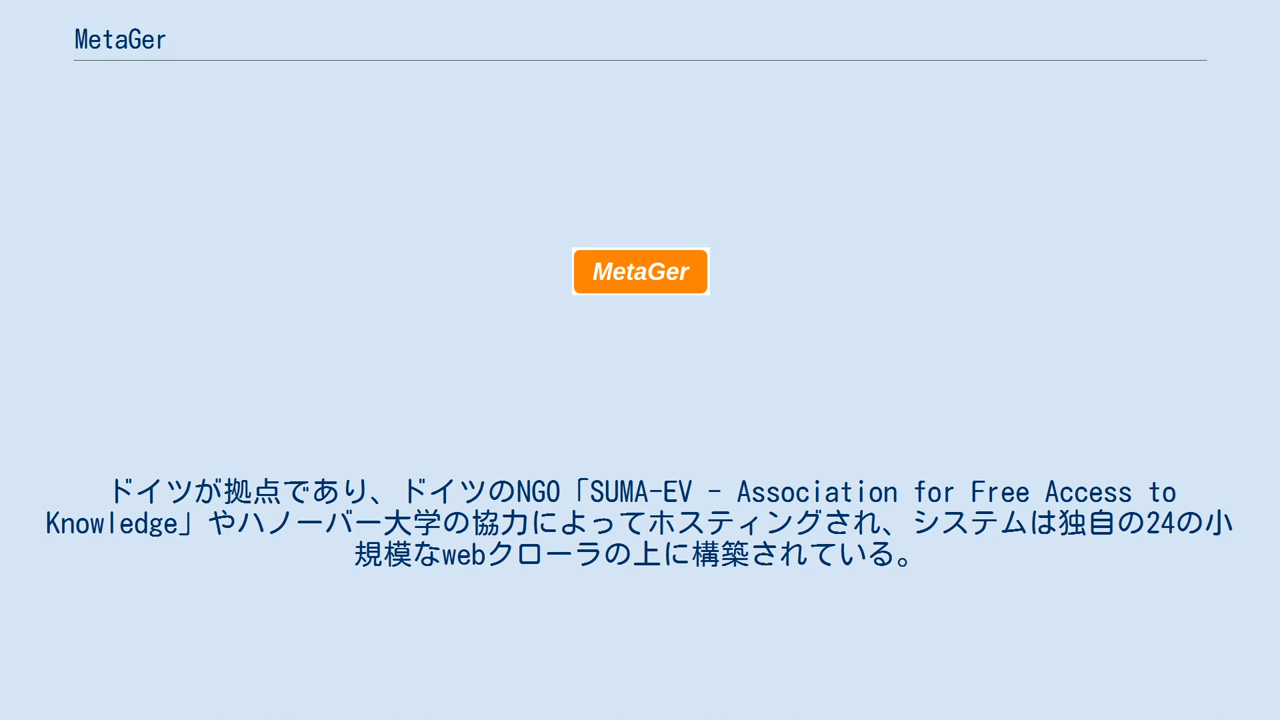 MetaGer
MetaGer
ドイツが拠点であり、ドイツのNGO「SUMA-EV - Association for Free Access to
Knowledge」やハノーバー大学の協力によってホスティングされ、システムは独自の24の小
規模なwebクローラの上に構築されている。